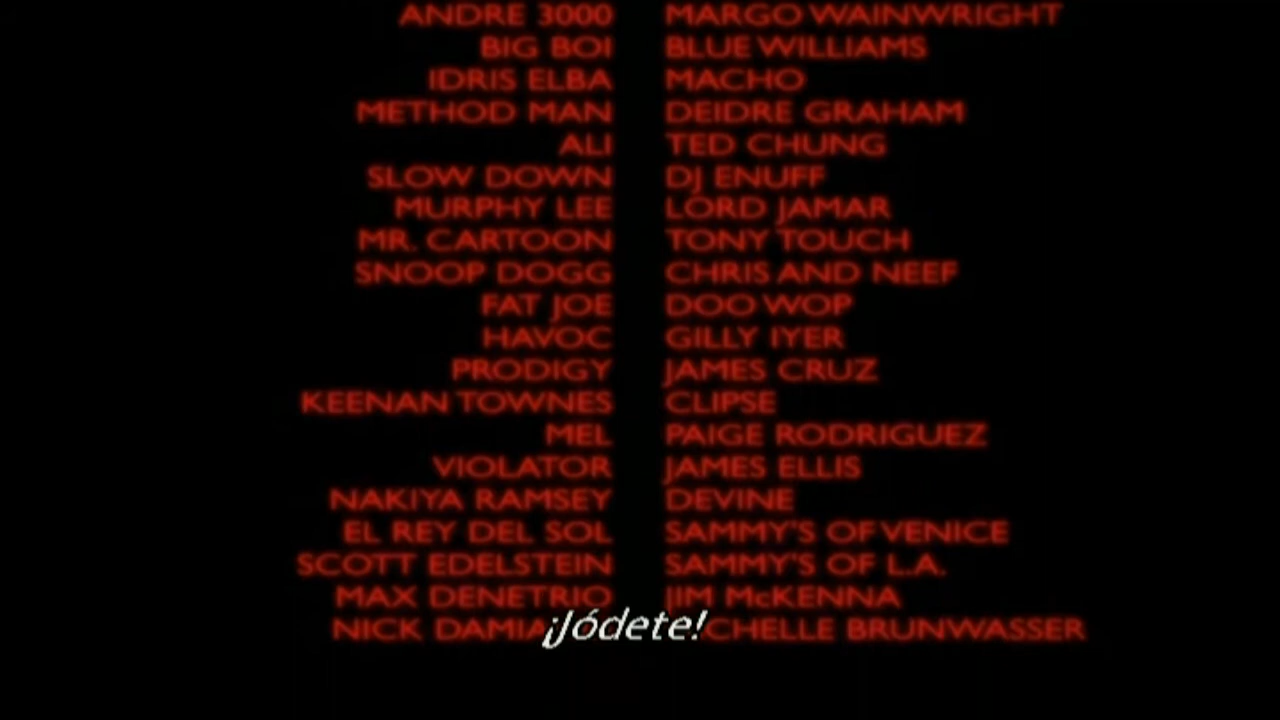 ANDRE 3000 MARGO WAINWRIGHT
BIG BOI BLUE WILLIAMS
IDRIS ELBA MACHO
METHOD MAN DEIDRE GRAHAM
ALI TED CHUNG
SLOW DOWN DJ ENUFF
MURPHY LEE LORD JAMAR
MR. CARTOON TONY TOUCH
SNOOP DOGG CHRIS AND NEEF
FAT JOE DOO WOP
HAVOC GILLY IYER
PRODIGY JAMES CRUZ
KEENAN TOWNES CLIPSE
MEL PAIGE RODRIGUEZ
VIOLATOR JAMES ELLIS
NAKIYA RAMSEY DEVINE
EL REY DEL SOL SAMMY'S OF VENICE
SCOTT EDELSTEIN SAMMY'S OF L.A.
MAX DENETRIO JIM McKENNA
NICK BRUNWASSER
¡Jódete!